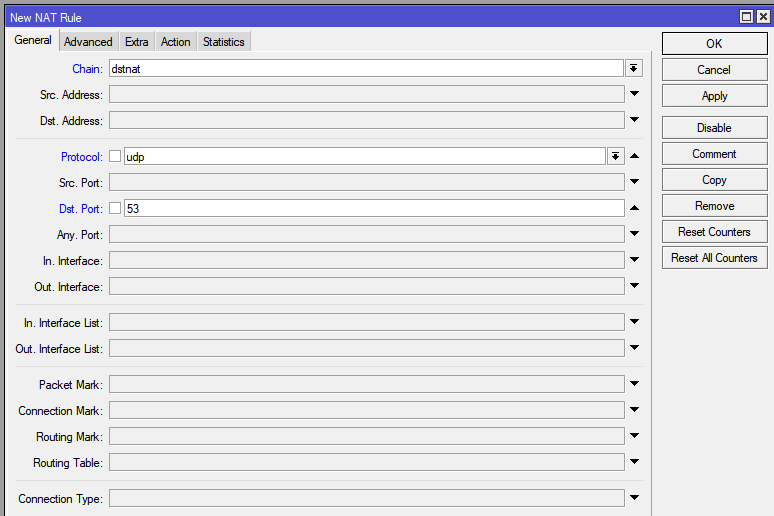 New NAT Rule
General Advanced Extra Action Statistics
Chain: dstnat
Src. Address:
Dst. Address:
Protocol: udp
Src. Port:
Dst. Port: 53
Any. Port:
In. Interface:
Out. Interface:
In. Interface List:
Out. Interface List:
Packet Mark:
Connection Mark:
Routing Mark:
Routing Table:
Connection Type:
OK
Cancel
Apply
Disable
Comment
Copy
Remove
Reset Counters
Reset All Counters